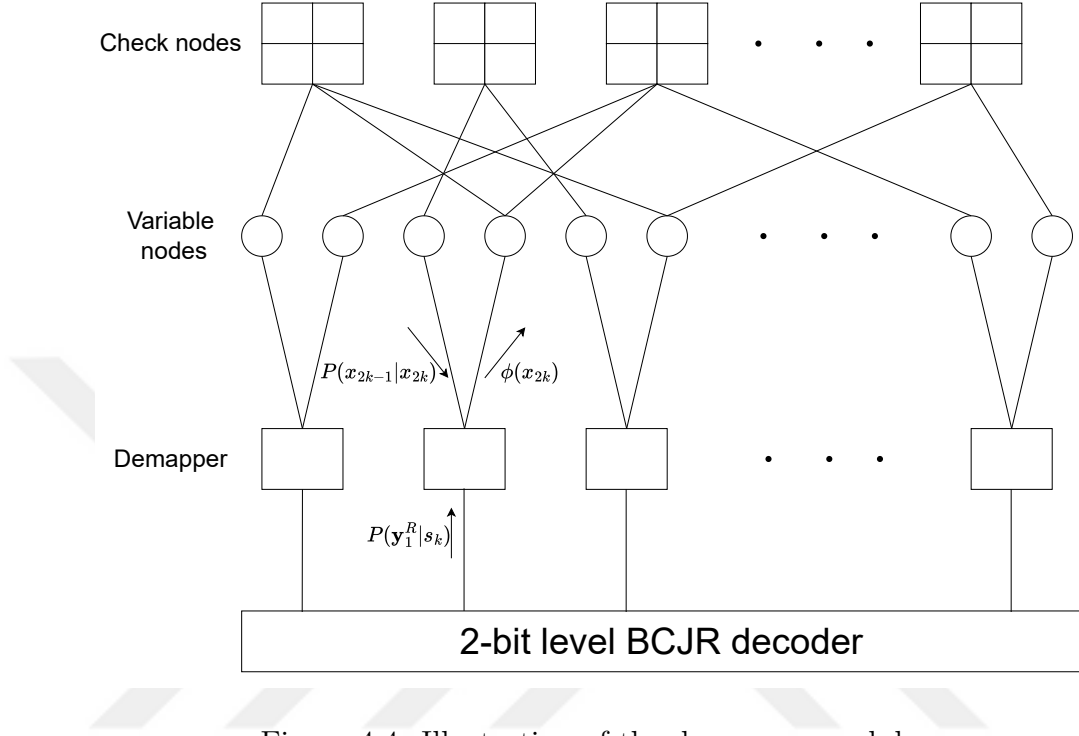 Check nodes
Variable
nodes
P(x_{2k-1}|x_{2k})
ϕ(x_{2k})
Demapper
P(𝐲_1^R|s_k)
2-bit level BCJR decoder